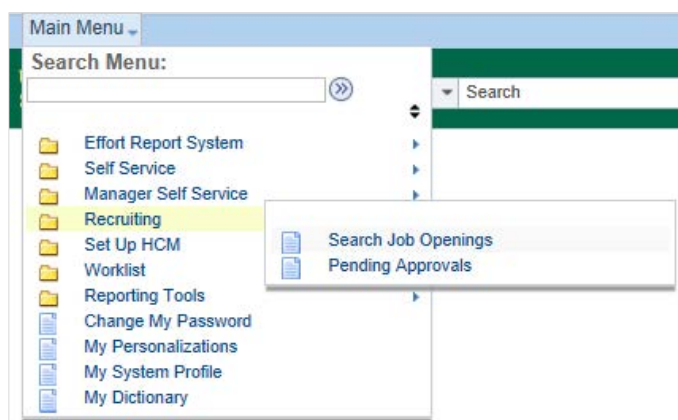 Main Menu
Search Menu:
Search
Effort Report System
Self Service
Manager Self Service
Recruiting
Search Job Openings
Set Up HCM
Pending Approvals
Worklist
Reporting Tools
Change My Password
My Personalizations
My System Profile
My Dictionary